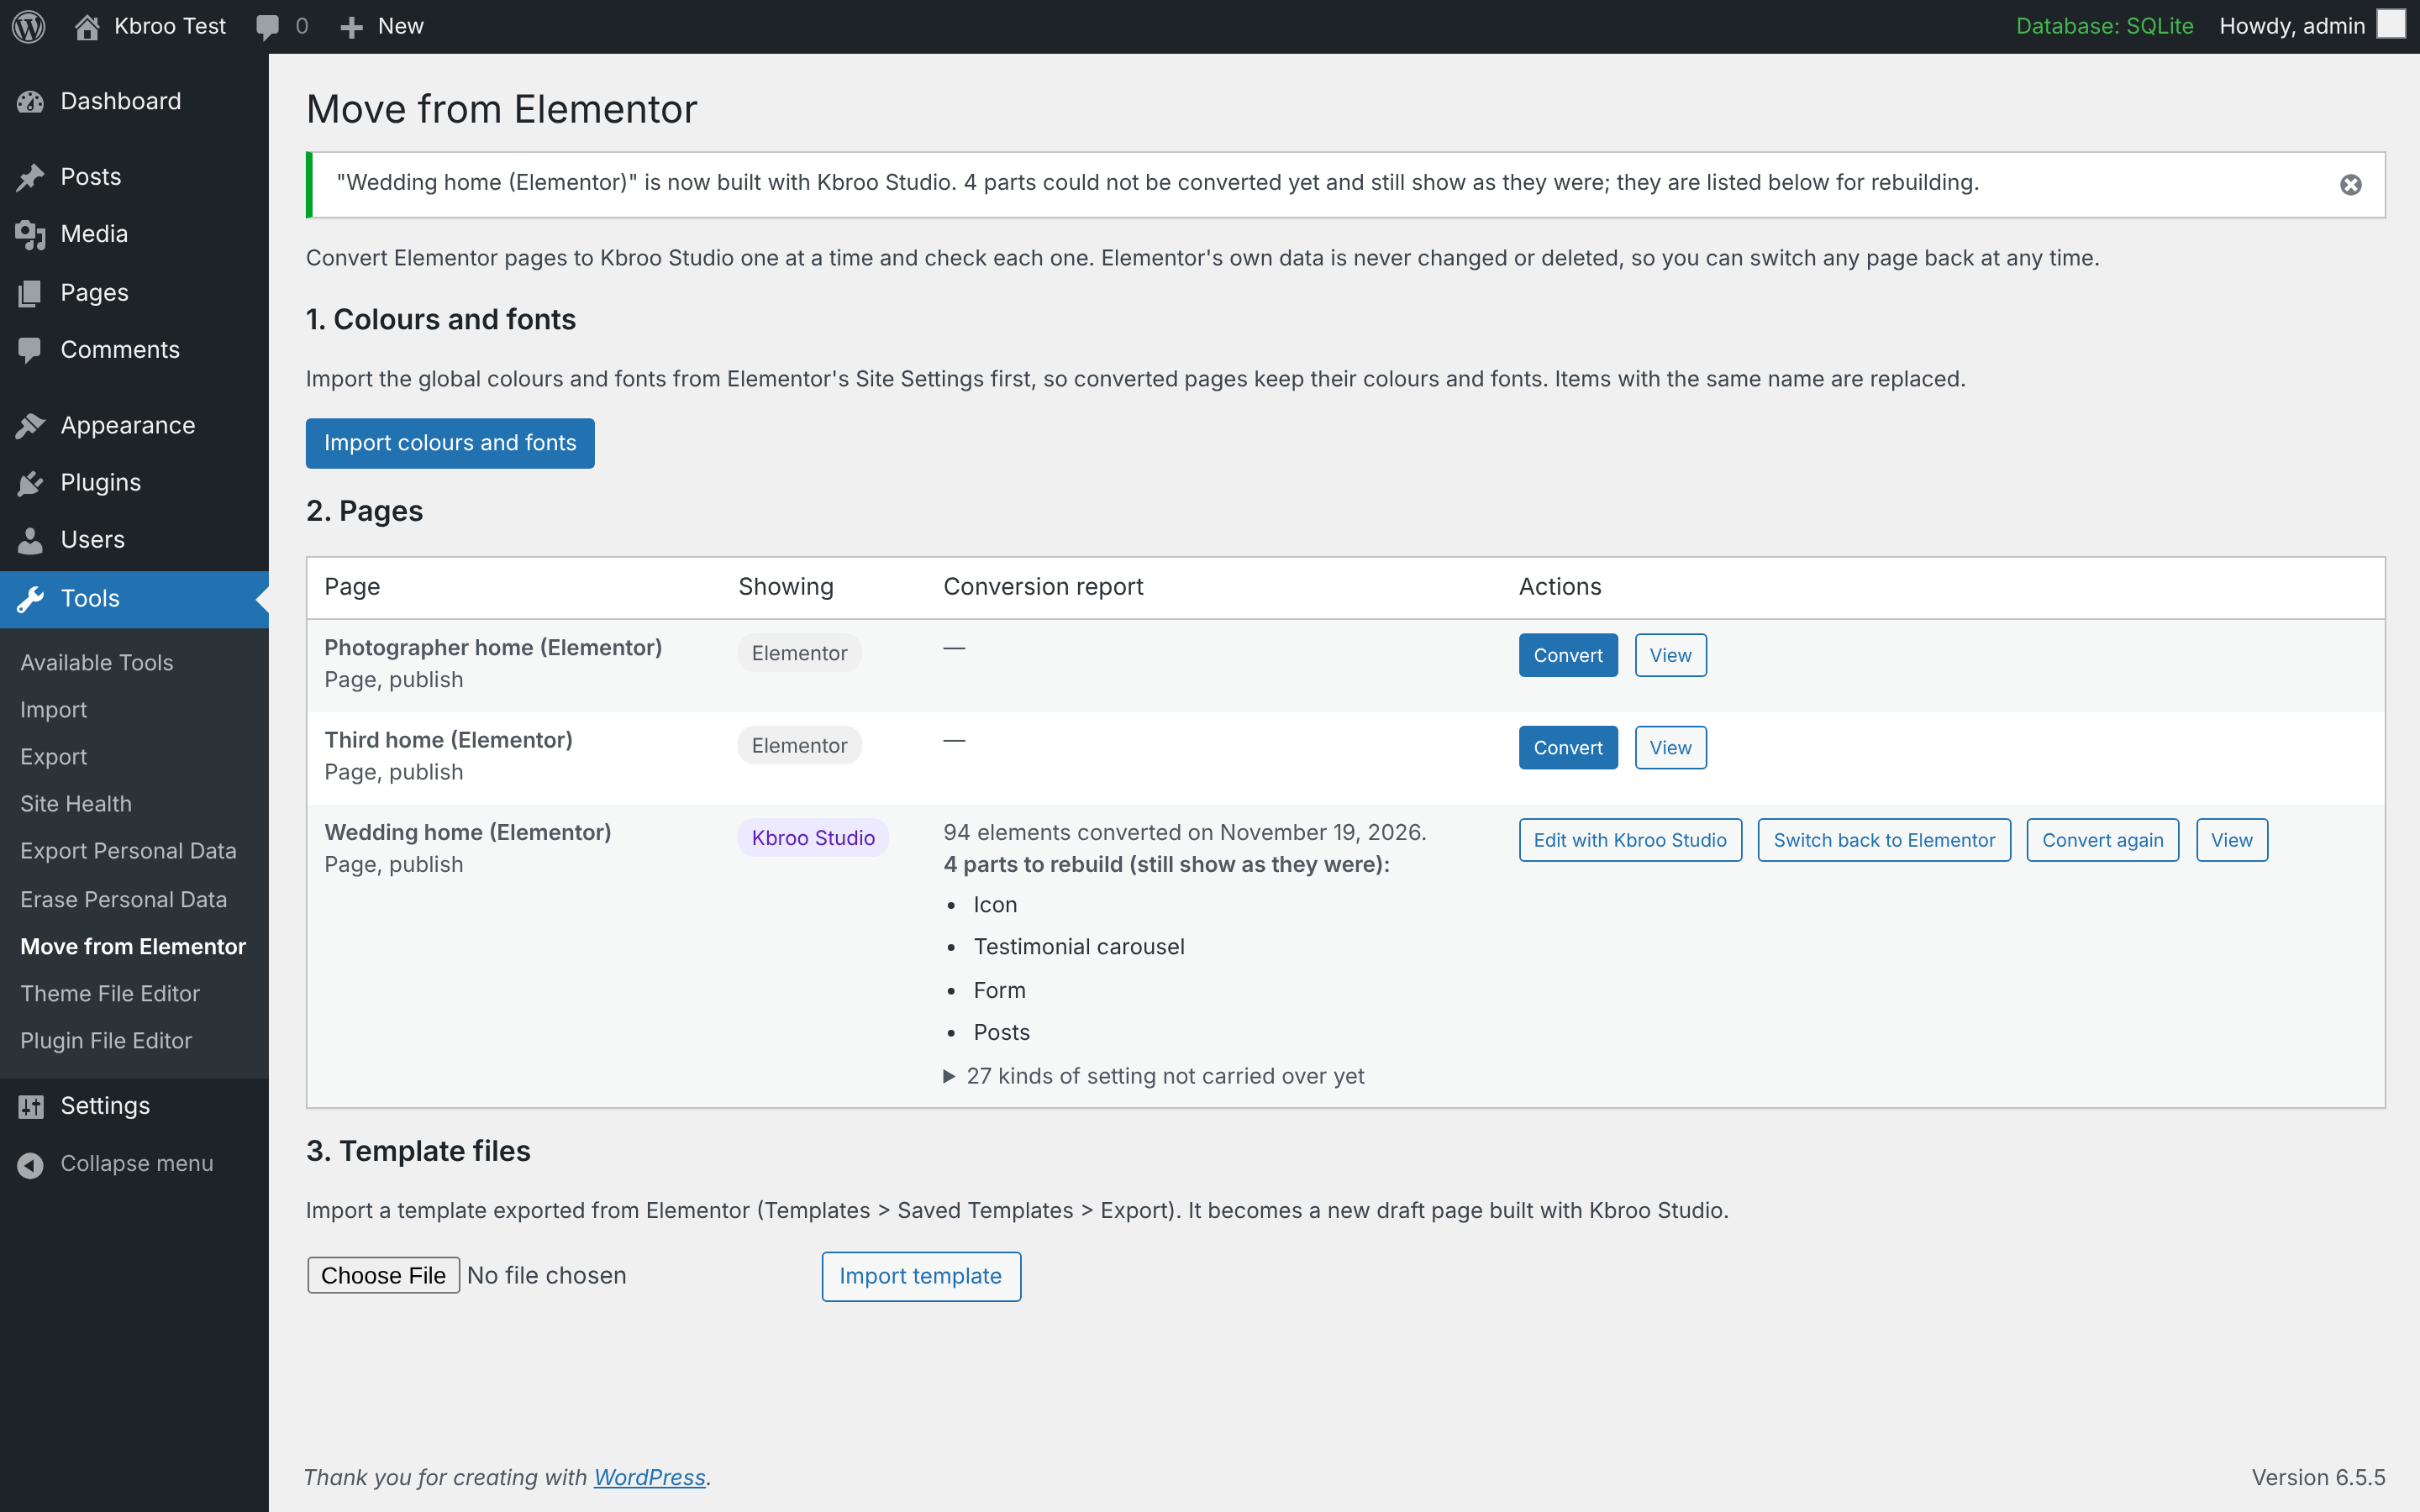 Kbroo Test
0
New
Database: SQLite
Howdy, admin
Dashboard
Posts
Media
Pages
Comments
Appearance
Plugins
Users
Tools
Available Tools
Import
Export
Site Health
Export Personal Data
Erase Personal Data
Move from Elementor
Theme File Editor
Plugin File Editor
Settings
Collapse menu
Move from Elementor
"Wedding home (Elementor)" is now built with Kbroo Studio. 4 parts could not be converted yet and still show as they were; they are listed below for rebuilding.
Convert Elementor pages to Kbroo Studio one at a time and check each one. Elementor's own data is never changed or deleted, so you can switch any page back at any time.
1. Colours and fonts
Import the global colours and fonts from Elementor's Site Settings first, so converted pages keep their colours and fonts. Items with the same name are replaced.
Import colours and fonts
2. Pages
Page Showing Conversion report Actions
Photographer home (Elementor) Elementor — Convert View
Page, publish
Third home (Elementor) Elementor — Convert View
Page, publish
Wedding home (Elementor) Kbroo Studio 94 elements converted on November 19, 2026. Edit with Kbroo Studio Switch back to Elementor Convert again View
Page, publish 4 parts to rebuild (still show as they were):
• Icon
• Testimonial carousel
• Form
• Posts
▶ 27 kinds of setting not carried over yet
3. Template files
Import a template exported from Elementor (Templates > Saved Templates > Export). It becomes a new draft page built with Kbroo Studio.
Choose File No file chosen Import template
Thank you for creating with WordPress.
Version 6.5.5